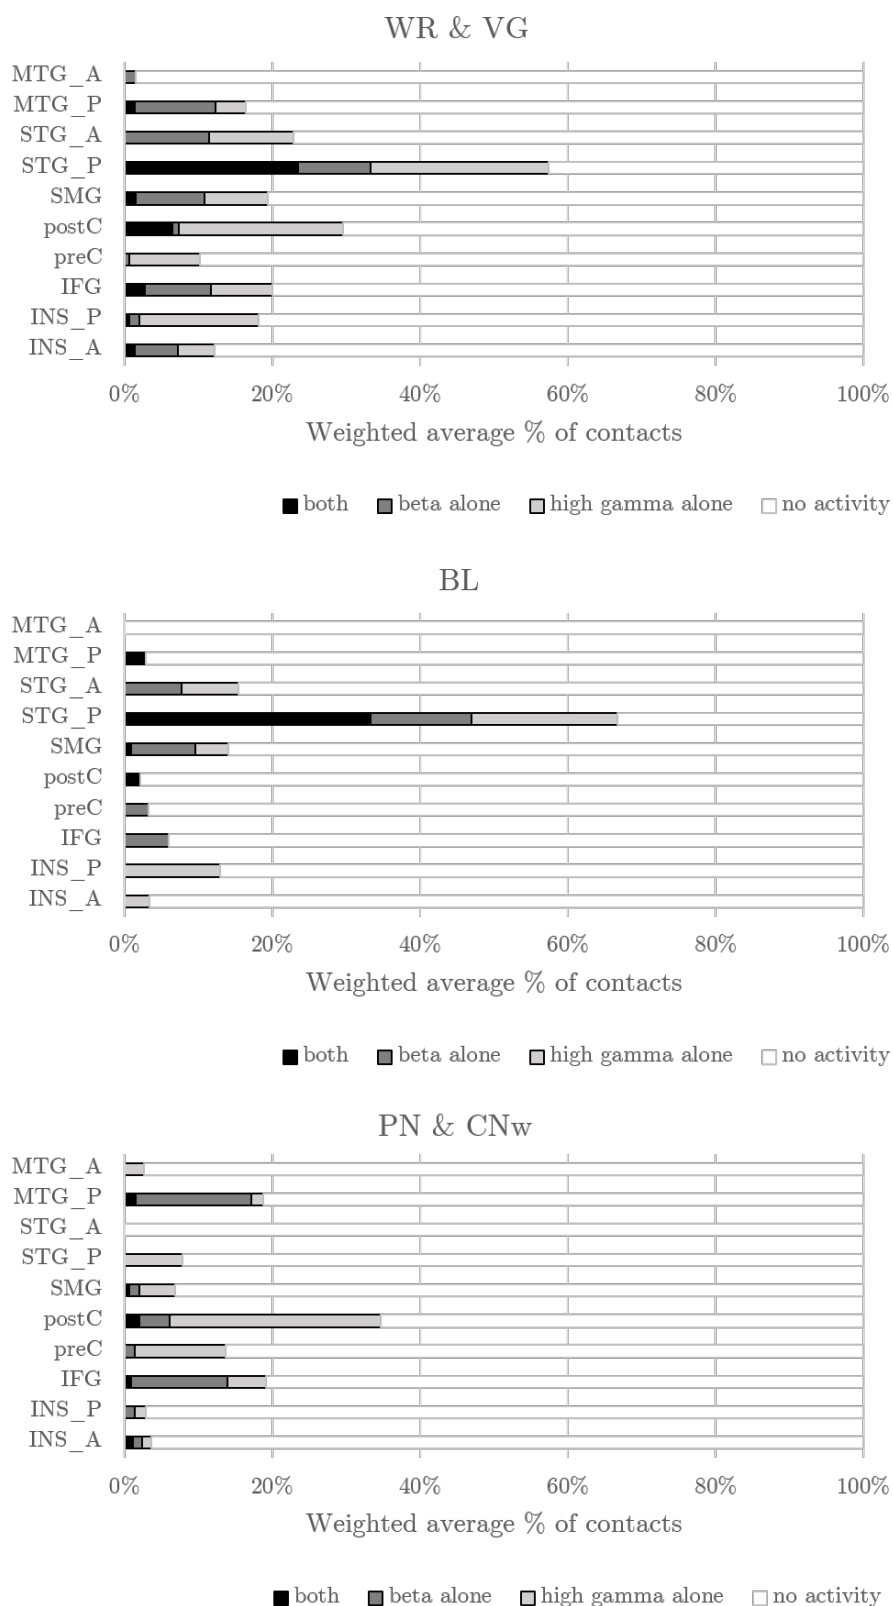 WR & VG
MTG_A
MTG_P
STG_A
STG_P
SMG
postC
preC
IFG
INS_P
INS_A
0% 20% 40% 60% 80% 100%
Weighted average % of contacts
both beta alone high gamma alone no activity
BL
MTG_A
MTG_P
STG_A
STG_P
SMG
postC
preC
IFG
INS_P
INS_A
0% 20% 40% 60% 80% 100%
Weighted average % of contacts
both beta alone high gamma alone no activity
PN & CNw
MTG_A
MTG_P
STG_A
STG_P
SMG
postC
preC
IFG
INS_P
INS_A
0% 20% 40% 60% 80% 100%
Weighted average % of contacts
both beta alone high gamma alone no activity